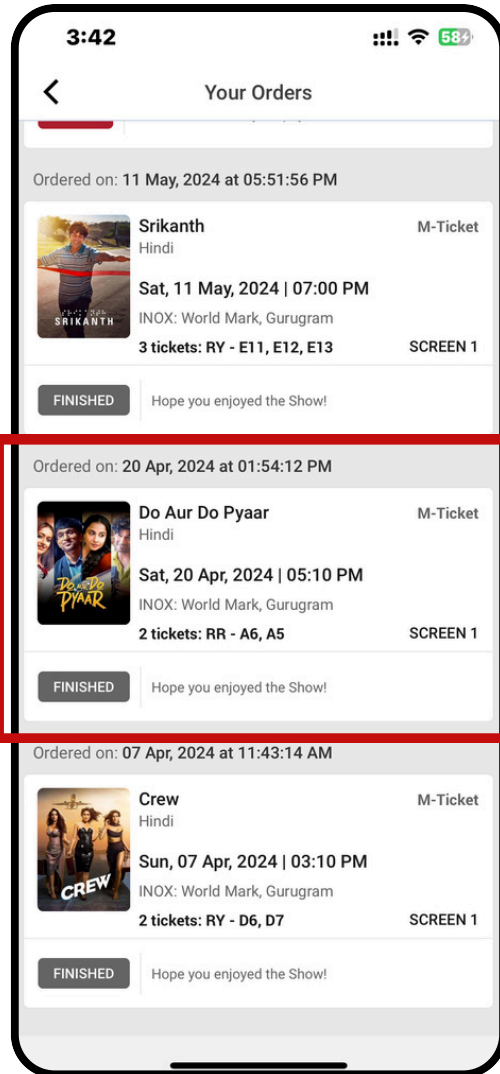 3:42
58
Your Orders
Ordered on: 11 May, 2024 at 05:51:56 PM
SRIKANTH
Srikanth
M-Ticket
Hindi
Sat, 11 May, 2024 | 07:00 PM
INOX: World Mark, Gurugram
3 tickets: RY - E11, E12, E13
SCREEN 1
FINISHED
Hope you enjoyed the Show!
Ordered on: 20 Apr, 2024 at 01:54:12 PM
DO AUR DO
PYAAR
Do Aur Do Pyaar
M-Ticket
Hindi
Sat, 20 Apr, 2024 | 05:10 PM
INOX: World Mark, Gurugram
2 tickets: RR - A6, A5
SCREEN 1
FINISHED
Hope you enjoyed the Show!
Ordered on: 07 Apr, 2024 at 11:43:14 AM
CREW
Crew
M-Ticket
Hindi
Sun, 07 Apr, 2024 | 03:10 PM
INOX: World Mark, Gurugram
2 tickets: RY - D6, D7
SCREEN 1
FINISHED
Hope you enjoyed the Show!